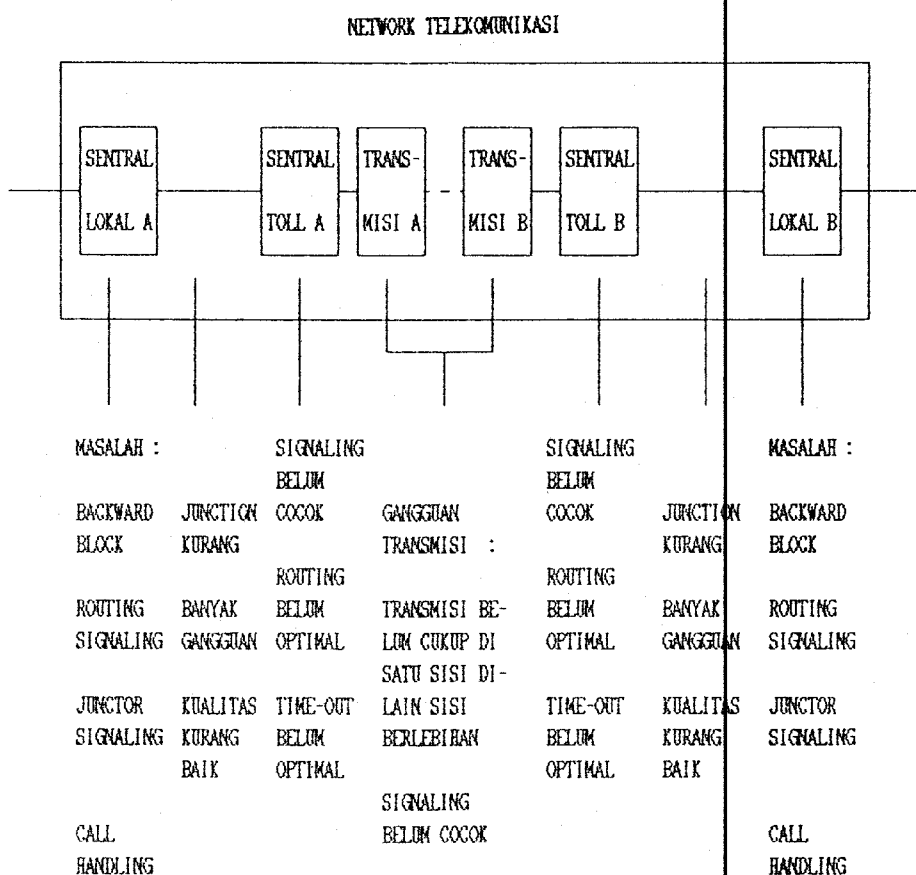 NETWORK TELEKOMUNIKASI
SENTRAL
LOKAL A
SENTRAL
TOLL A
TRANS-
MISI A
TRANS-
MISI B
SENTRAL
TOLL B
SENTRAL
LOKAL B
MASALAH :
BACKWARD
BLOCK
ROUTING
SIGNALING
JUNCTOR
SIGNALING
CALL
HANDLING
JUNCTION
KURANG
BANYAK
GANGGUAN
KUALITAS
KURANG
BAIK
SIGNALING
BELUM
COCOK
ROUTING
BELUM
OPTIMAL
TIME-OUT
BELUM
OPTIMAL
GANGGUAN
TRANSMISI :
TRANSMISI BE-
LUM CUKUP DI
SATU SISI DI-
LAIN SISI
BERLEBIHAN
SIGNALING
BELUM COCOK
SIGNALING
BELUM
COCOK
ROUTING
BELUM
OPTIMAL
TIME-OUT
BELUM
OPTIMAL
JUNCTION
KURANG
BANYAK
GANGGUAN
KUALITAS
KURANG
BAIK
MASALAH :
BACKWARD
BLOCK
ROUTING
SIGNALING
JUNCTOR
SIGNALING
CALL
HANDLING